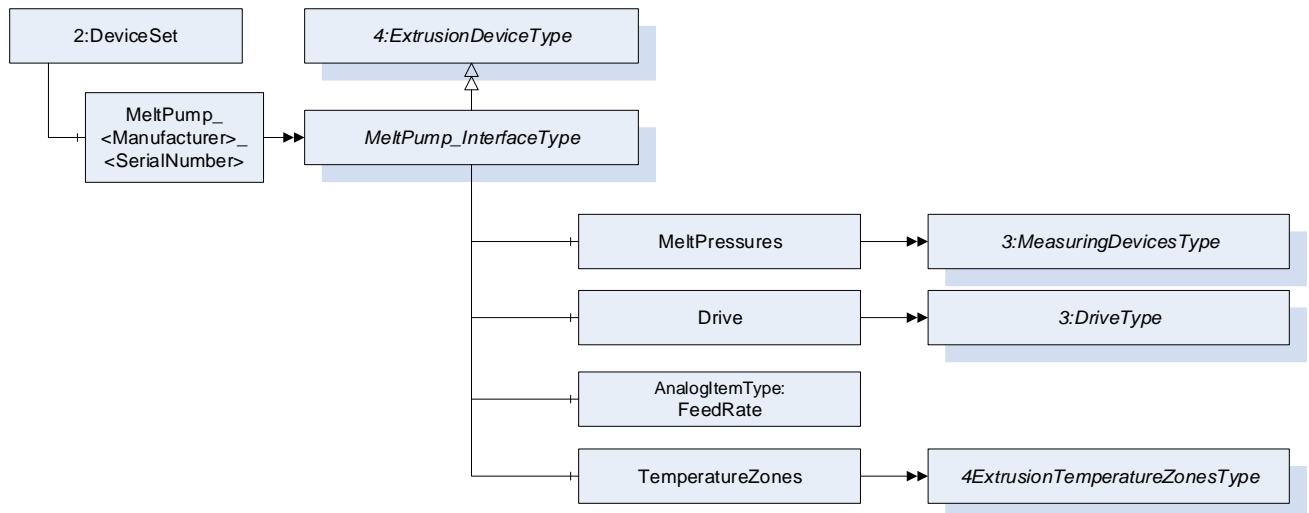 2:DeviceSet
4:ExtrusionDeviceType
MeltPump_
<Manufacturer>_
<SerialNumber>
MeltPump_InterfaceType
MeltPressures
3:MeasuringDevicesType
Drive
3:DriveType
AnalogItemType:
FeedRate
TemperatureZones
4ExtrusionTemperatureZonesType